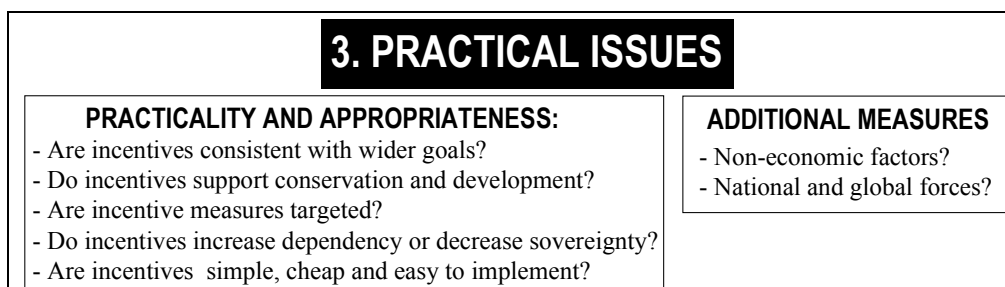 3. PRACTICAL ISSUES
PRACTICALITY AND APPROPRIATENESS:
- Are incentives consistent with wider goals?
- Do incentives support conservation and development?
- Are incentive measures targeted?
- Do incentives increase dependency or decrease sovereignty?
- Are incentives simple, cheap and easy to implement?
ADDITIONAL MEASURES
- Non-economic factors?
- National and global forces?